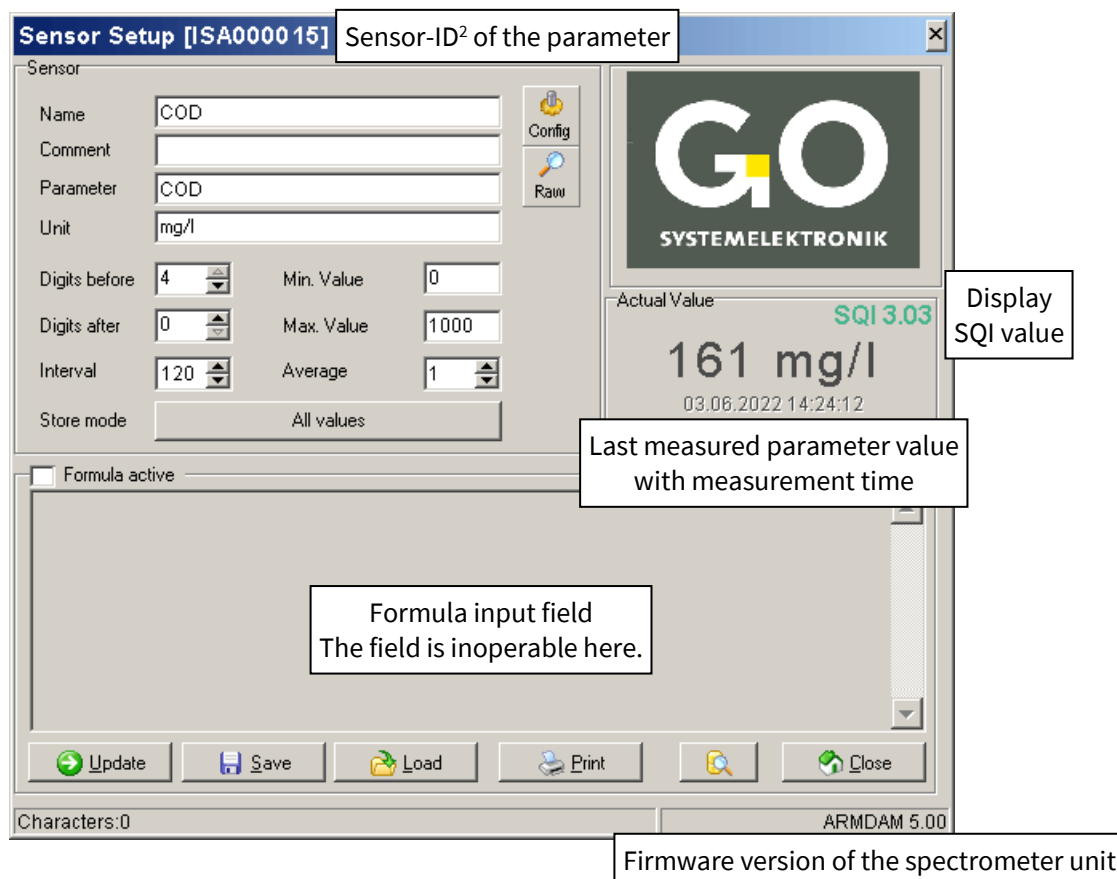 Sensor Setup [ISA000015]
Sensor-ID² of the parameter
Sensor
Name COD
Comment
Parameter COD
Unit mg/l
Config
Raw
Digits before 4 Min. Value 0
Digits after 0 Max. Value 1000
Interval 120 Average 1
Store mode All values
GO
SYSTEMELEKTRONIK
Actual Value
SQI 3.03
161 mg/l
03.06.2022 14:24:12
Display
SQI value
Last measured parameter value
with measurement time
Formula active
Formula input field
The field is inoperable here.
Update Save Load Print Close
Characters:0 ARMDAM 5.00
Firmware version of the spectrometer unit